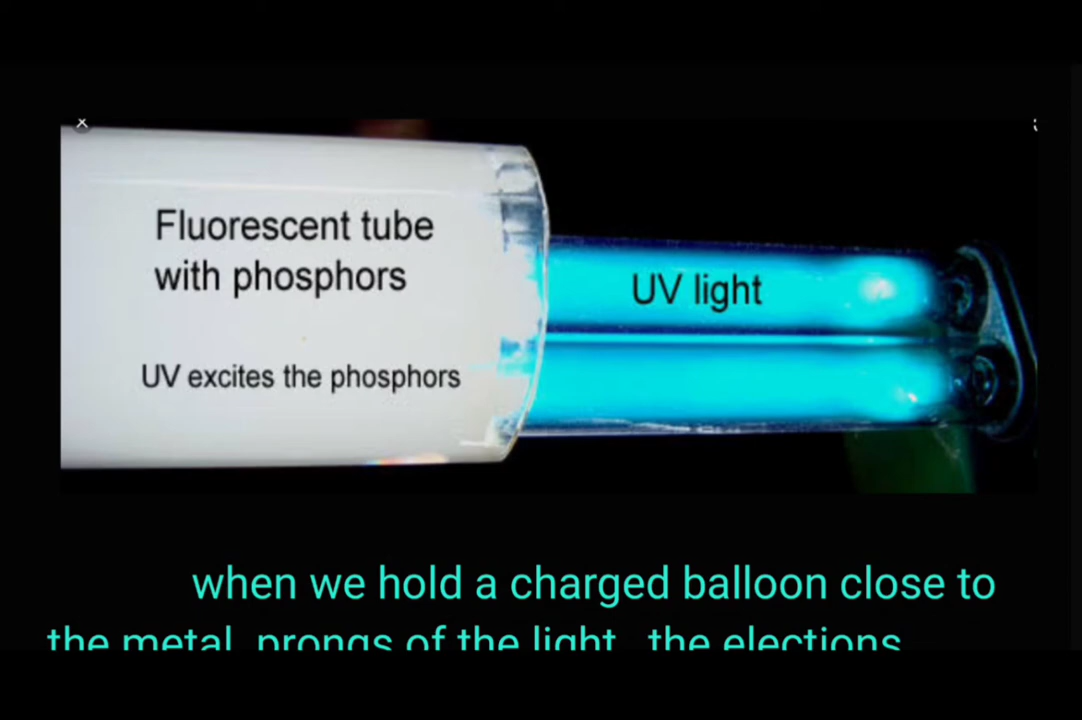 Fluorescent tube
with phosphors
UV light
UV excites the phosphors
when we hold a charged balloon close to
the metal prongs of the light the elections